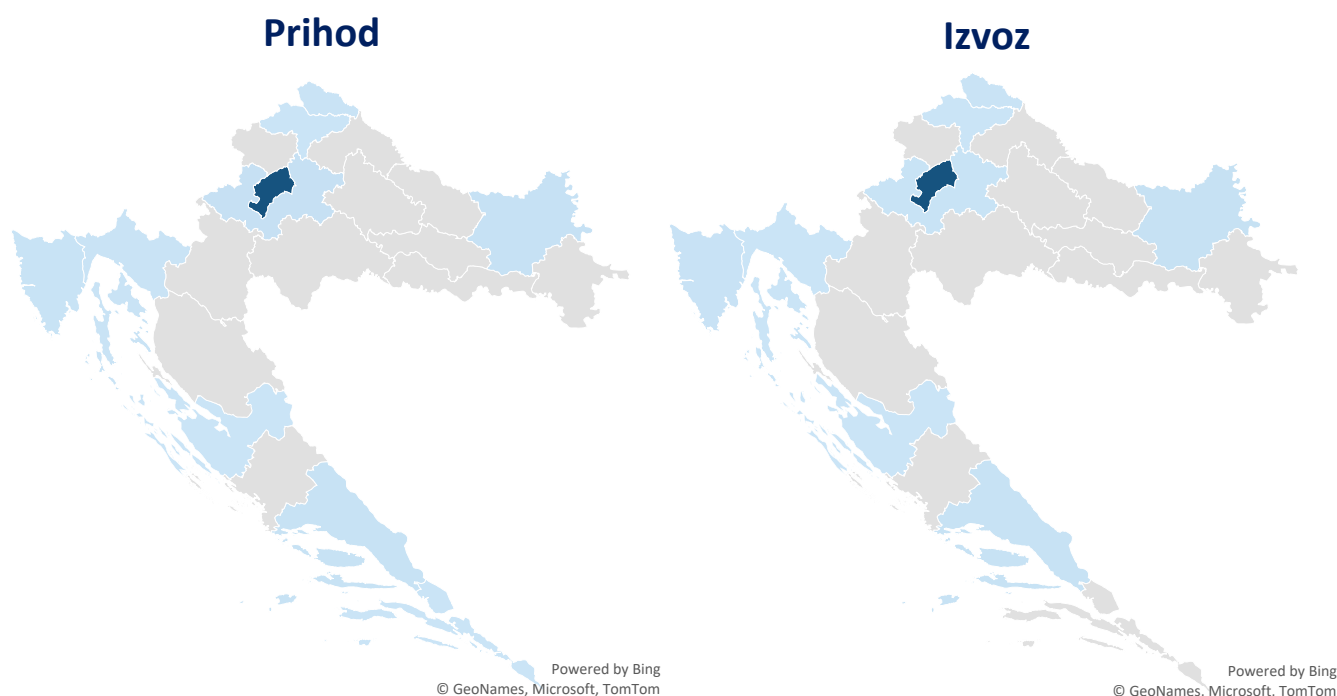 Prihod
Izvoz
Powered by Bing
© GeoNames, Microsoft, TomTom
Powered by Bing
© GeoNames, Microsoft, TomTom